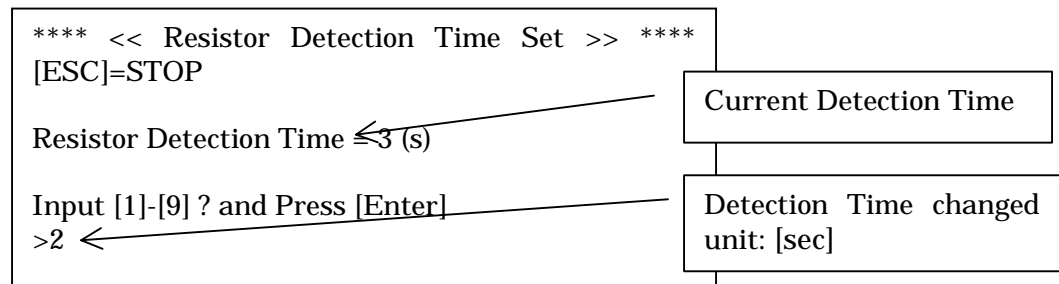 **** << Resistor Detection Time Set >> ****
[ESC]=STOP
Resistor Detection Time = 3 (s)
Input [1]-[9] ? and Press [Enter]
>2
Current Detection Time
Detection Time changed
unit: [sec]